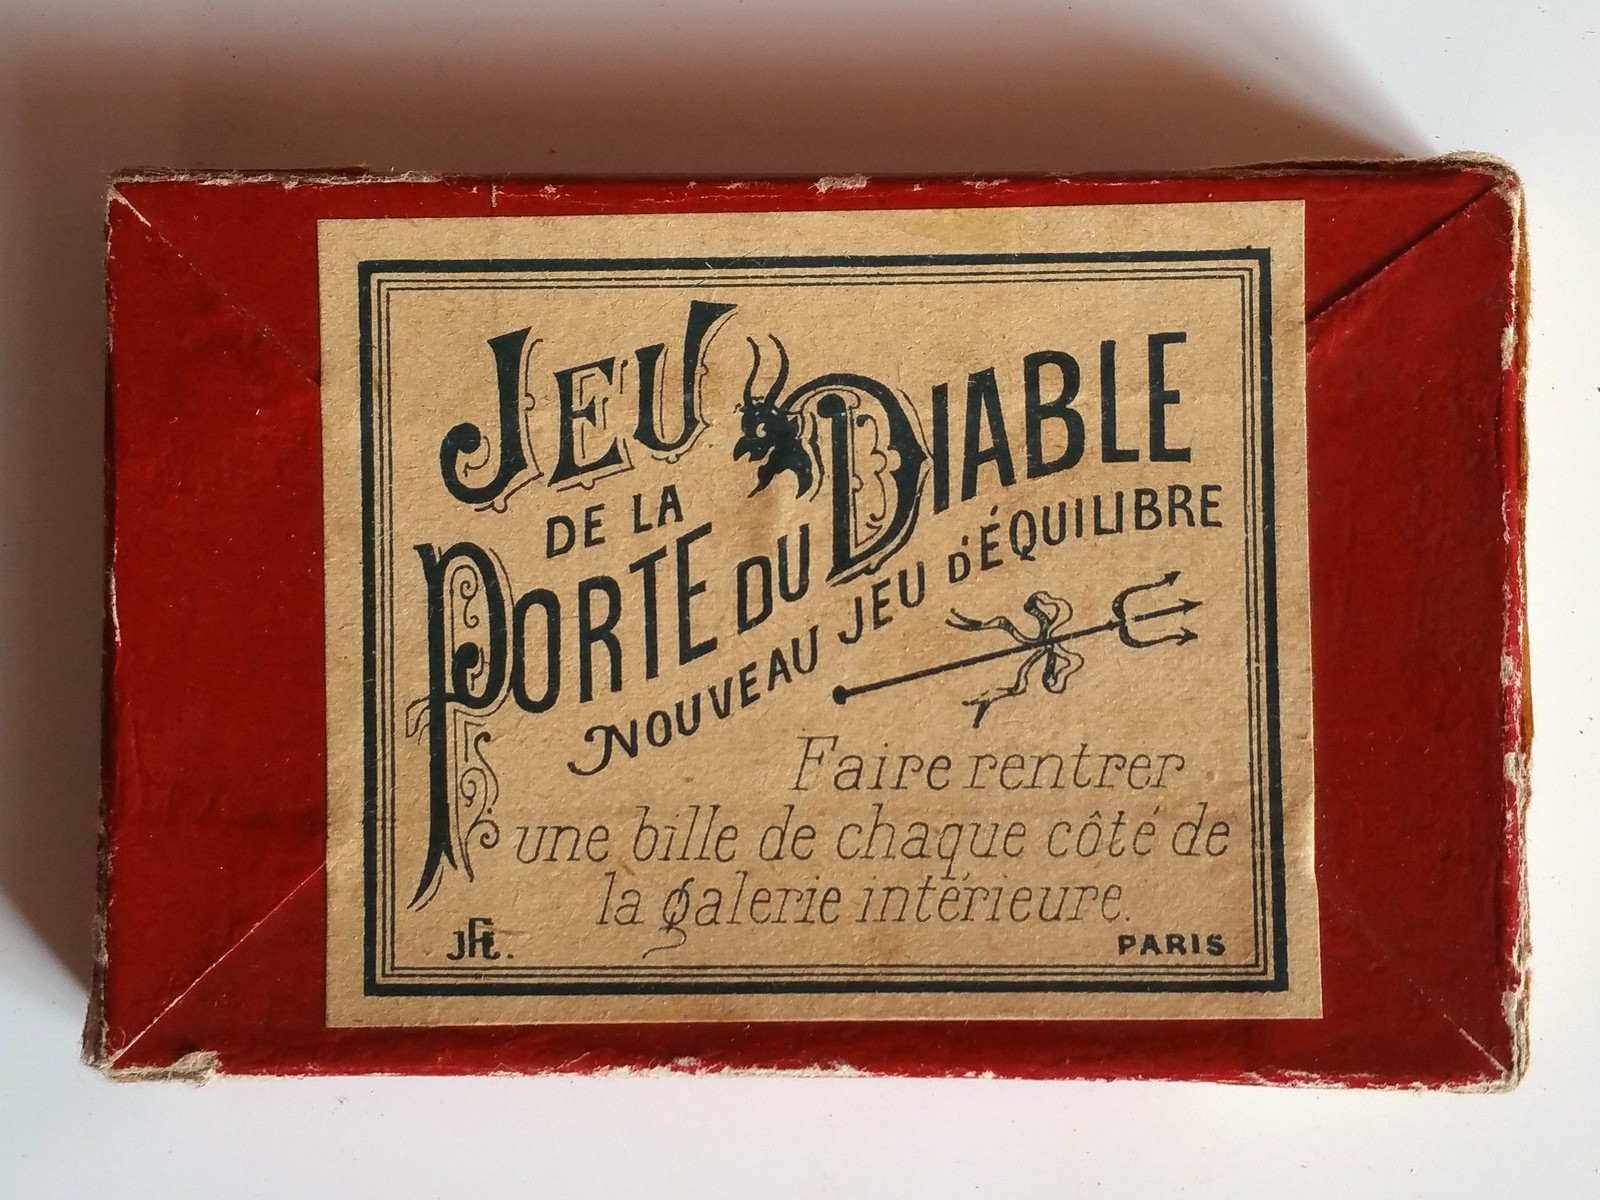 JEU
DE LA
PORTE DU DIABLE
NOUVEAU JEU D'ÉQUILIBRE
Faire rentrer
une bille de chaque côté de
la galerie intérieure.
PARIS